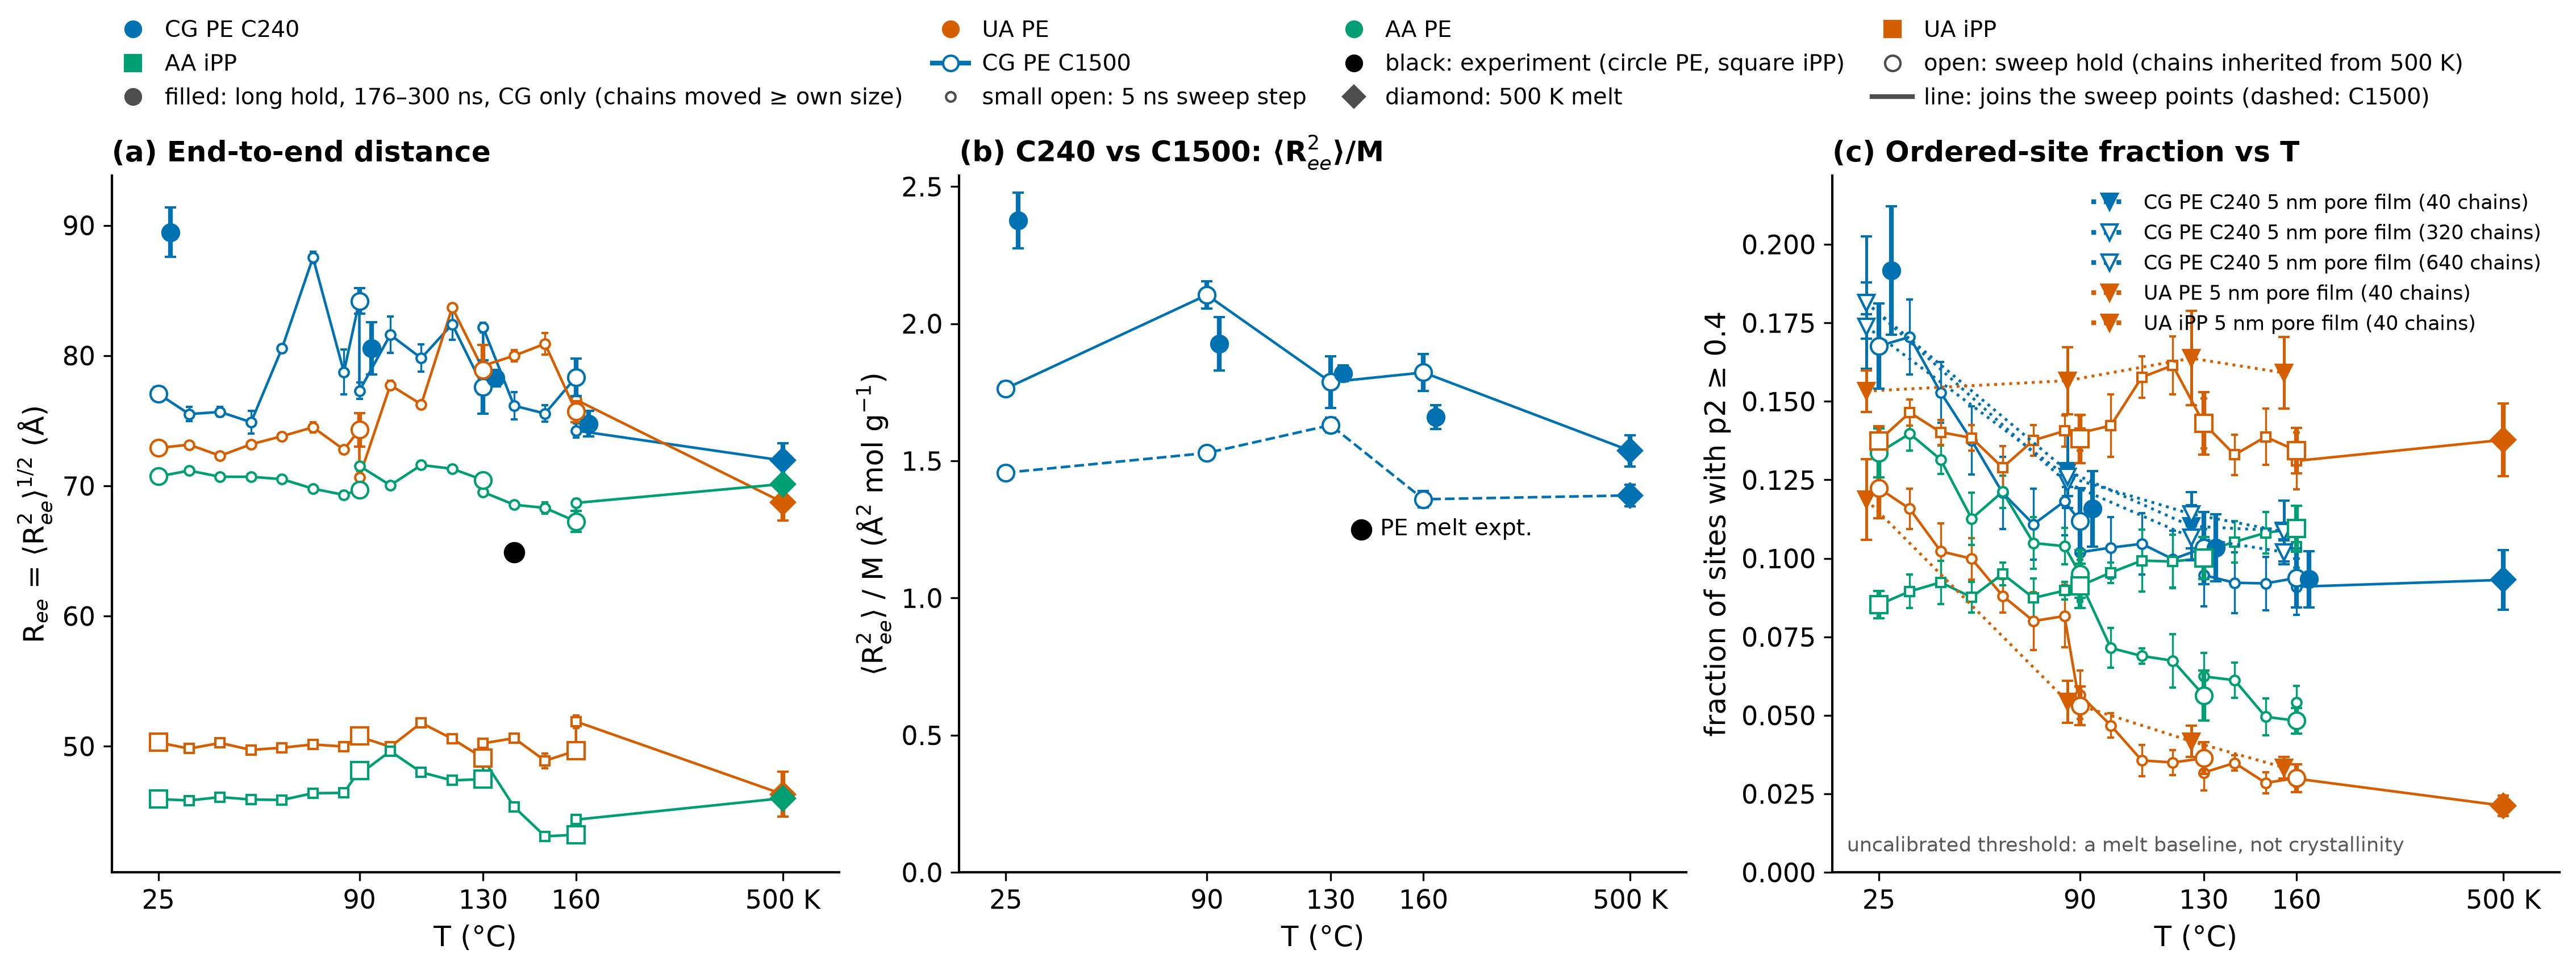 CG PE C240
UA PE
AA PE
UA iPP
AA iPP
CG PE C1500
black: experiment (circle PE, square iPP)
open: sweep hold (chains inherited from 500 K)
filled: long hold, 176–300 ns, CG only (chains moved ≥ own size)
small open: 5 ns sweep step
diamond: 500 K melt
line: joins the sweep points (dashed: C1500)
(a) End-to-end distance
90
80
70
60
50
R_ee = ⟨R²_ee⟩^1/2 (Å)
25 90 130 160 500 K
T (°C)
(b) C240 vs C1500: ⟨R²_ee⟩/M
2.5
2.0
1.5
1.0
0.5
0.0
⟨R²_ee⟩ / M (Å² mol g⁻¹)
PE melt expt.
25 90 130 160 500 K
T (°C)
(c) Ordered-site fraction vs T
CG PE C240 5 nm pore film (40 chains)
CG PE C240 5 nm pore film (320 chains)
CG PE C240 5 nm pore film (640 chains)
UA PE 5 nm pore film (40 chains)
UA iPP 5 nm pore film (40 chains)
0.200
0.175
0.150
0.125
0.100
0.075
0.050
0.025
0.000
fraction of sites with p2 ≥ 0.4
uncalibrated threshold: a melt baseline, not crystallinity
25 90 130 160 500 K
T (°C)